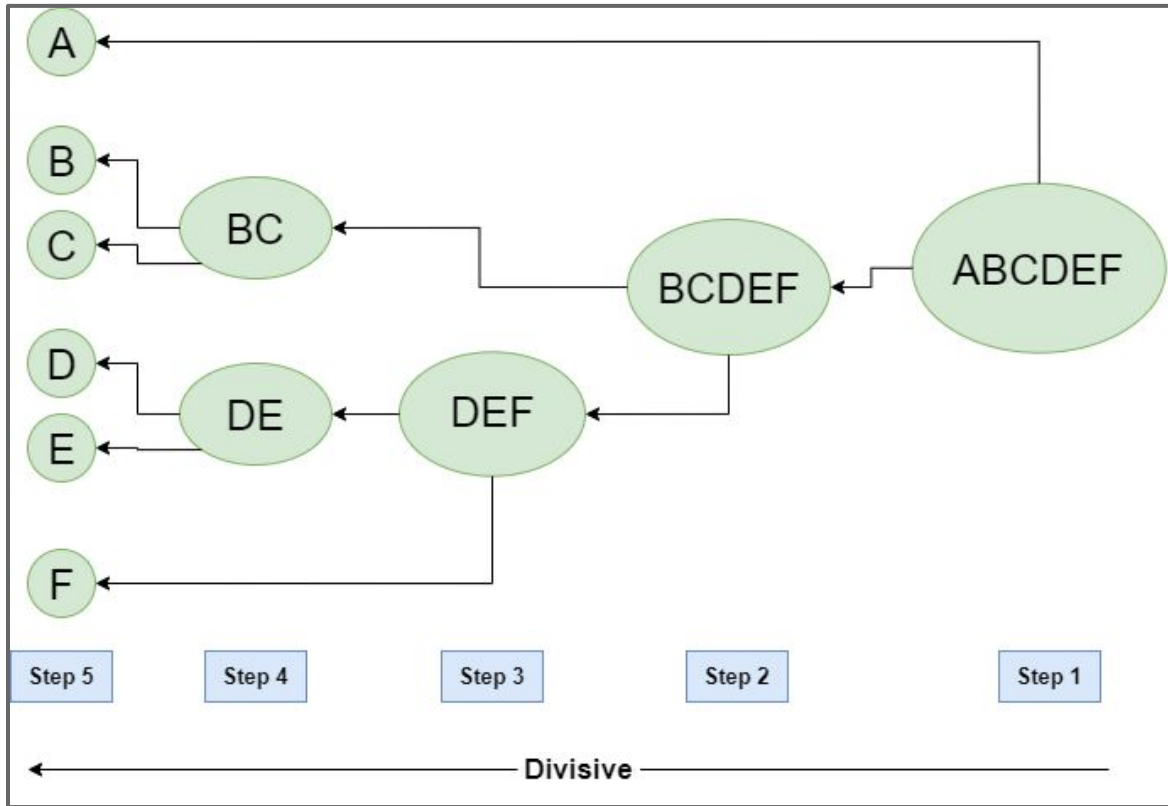 A
B
C
BC
BCDEF
ABCDEF
D
E
DE
DEF
F
Step 5 Step 4 Step 3 Step 2 Step 1
Divisive